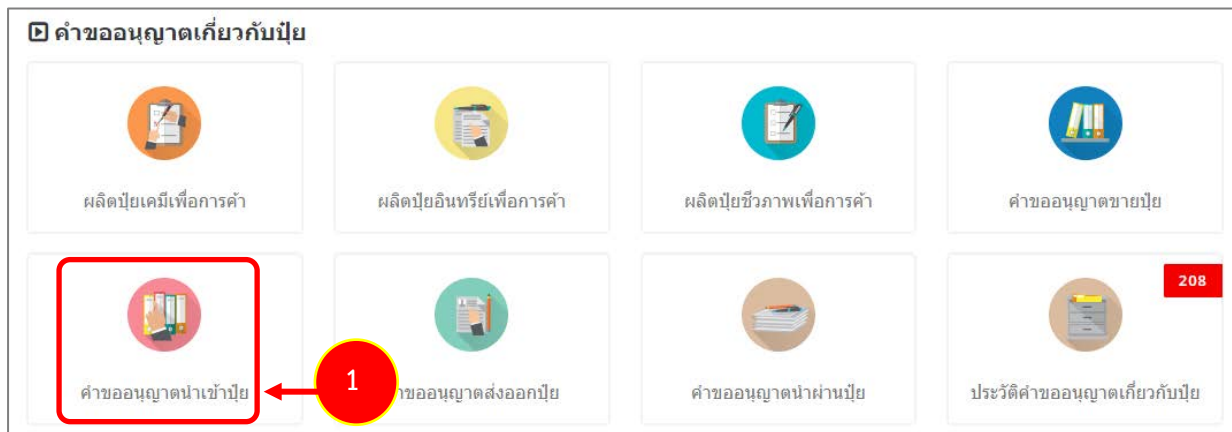 คำขออนุญาตเกี่ยวกับปุ๋ย
ผลิตปุ๋ยเคมีเพื่อการค้า
ผลิตปุ๋ยอินทรีย์เพื่อการค้า
ผลิตปุ๋ยชีวภาพเพื่อการค้า
คำขออนุญาตขายปุ๋ย
208
คำขออนุญาตนำเข้าปุ๋ย
1
ำขออนุญาตส่งออกปุ๋ย
คำขออนุญาตนำผ่านปุ๋ย
ประวัติคำขออนุญาตเกี่ยวกับปุ๋ย